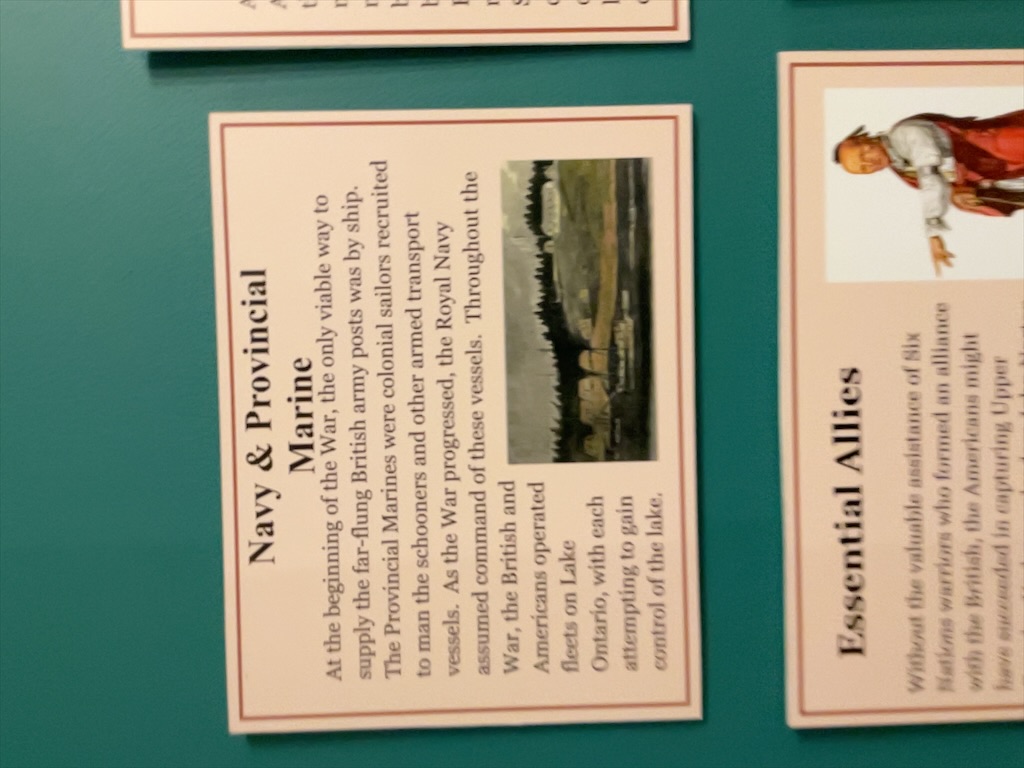 Navy & Provincial
Marine
At the beginning of the War, the only viable way to
supply the far-flung British army posts was by ship.
The Provincial Marines were colonial sailors recruited
to man the schooners and other armed transport
vessels. As the War progressed, the Royal Navy
assumed command of these vessels. Throughout the
War, the British and
Americans operated
fleets on Lake
Ontario, with each
attempting to gain
control of the lake.
Essential Allies
Without the valuable assistance of Six
Nations warriors who formed an alliance
with the British, the Americans might
have succeeded in capturing Upper